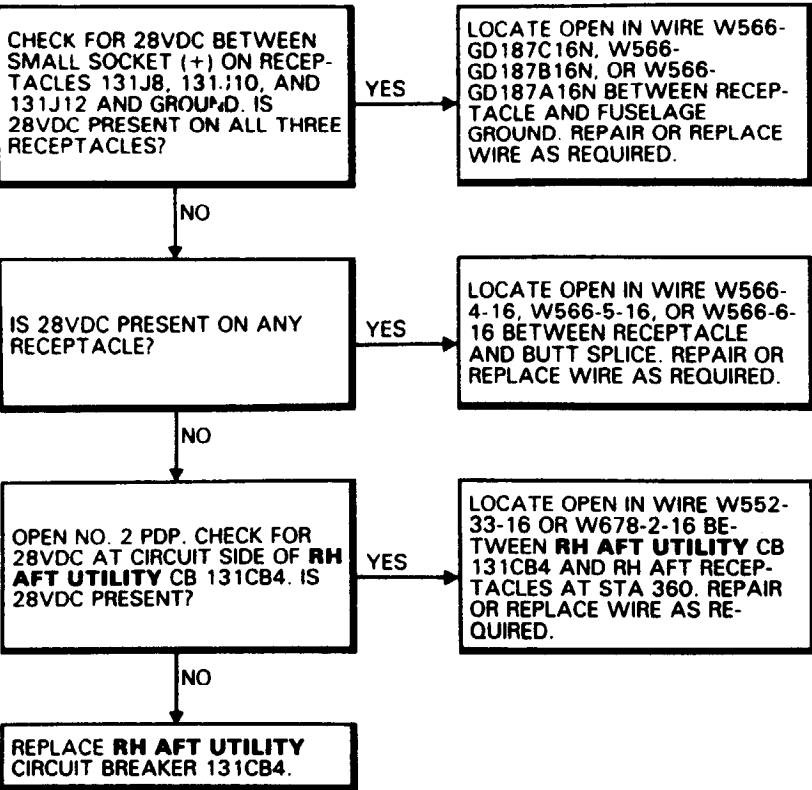 CHECK FOR 28VDC BETWEEN
SMALL SOCKET (+) ON RECEP-
TACLES 131J8, 131J10, AND
131J12 AND GROUND. IS
28VDC PRESENT ON ALL THREE
RECEPTACLES?
YES
LOCATE OPEN IN WIRE W566-
GD187C16N, W566-
GD187B16N, OR W566-
GD187A16N BETWEEN RECEP-
TACLE AND FUSELAGE
GROUND. REPAIR OR REPLACE
WIRE AS REQUIRED.
NO
IS 28VDC PRESENT ON ANY
RECEPTACLE?
YES
LOCATE OPEN IN WIRE W566-
4-16, W566-5-16, OR W566-6-
16 BETWEEN RECEPTACLE
AND BUTT SPLICE. REPAIR OR
REPLACE WIRE AS REQUIRED.
NO
OPEN NO. 2 PDP. CHECK FOR
28VDC AT CIRCUIT SIDE OF RH
AFT UTILITY CB 131CB4. IS
28VDC PRESENT?
YES
LOCATE OPEN IN WIRE W552-
33-16 OR W678-2-16 BE-
TWEEN RH AFT UTILITY CB
131CB4 AND RH AFT RECEP-
TACLES AT STA 360. REPAIR
OR REPLACE WIRE AS RE-
QUIRED.
NO
REPLACE RH AFT UTILITY
CIRCUIT BREAKER 131CB4.